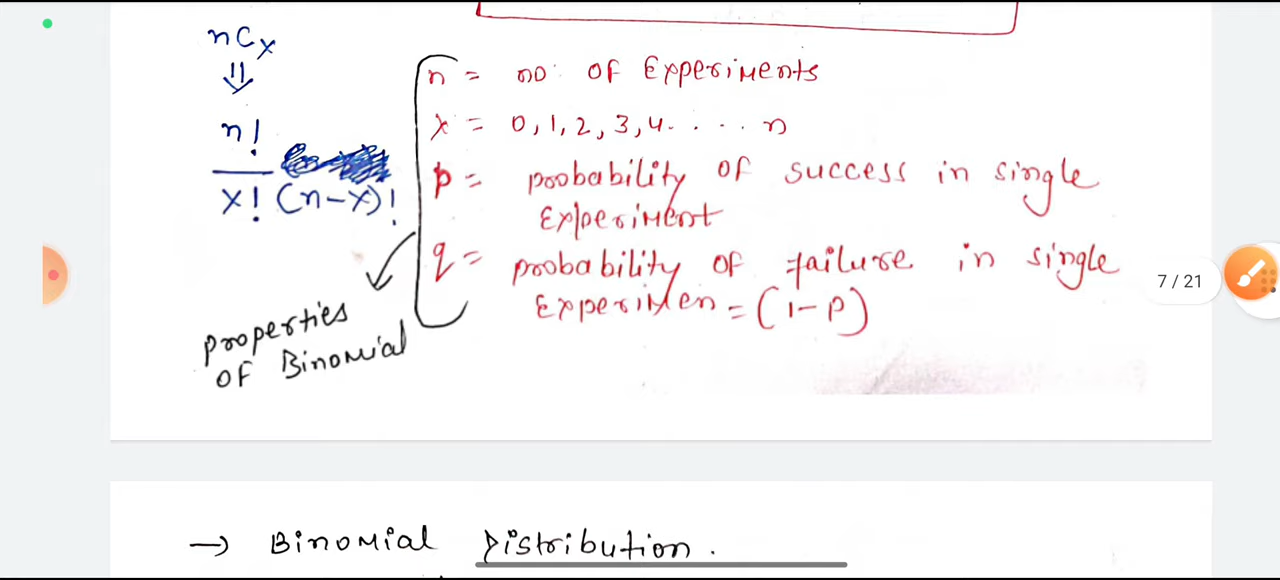 nCx
⇓
n!
x! (n-x)!
n = no. of Experiments
x = 0, 1, 2, 3, 4. . . . . n
p = probability of success in single
Experiment
q = probability of failure in single
Experimen = (1-p)
properties
of Binomial
7 / 21
→ Binomial Distribution.